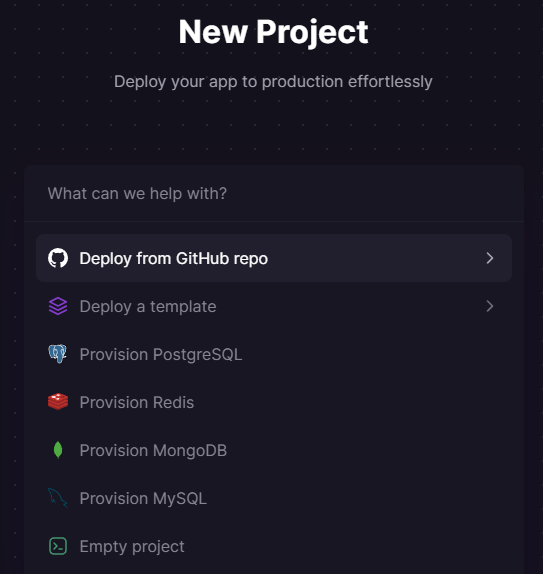 New Project
Deploy your app to production effortlessly
What can we help with?
Deploy from GitHub repo
Deploy a template
Provision PostgreSQL
Provision Redis
Provision MongoDB
Provision MySQL
Empty project